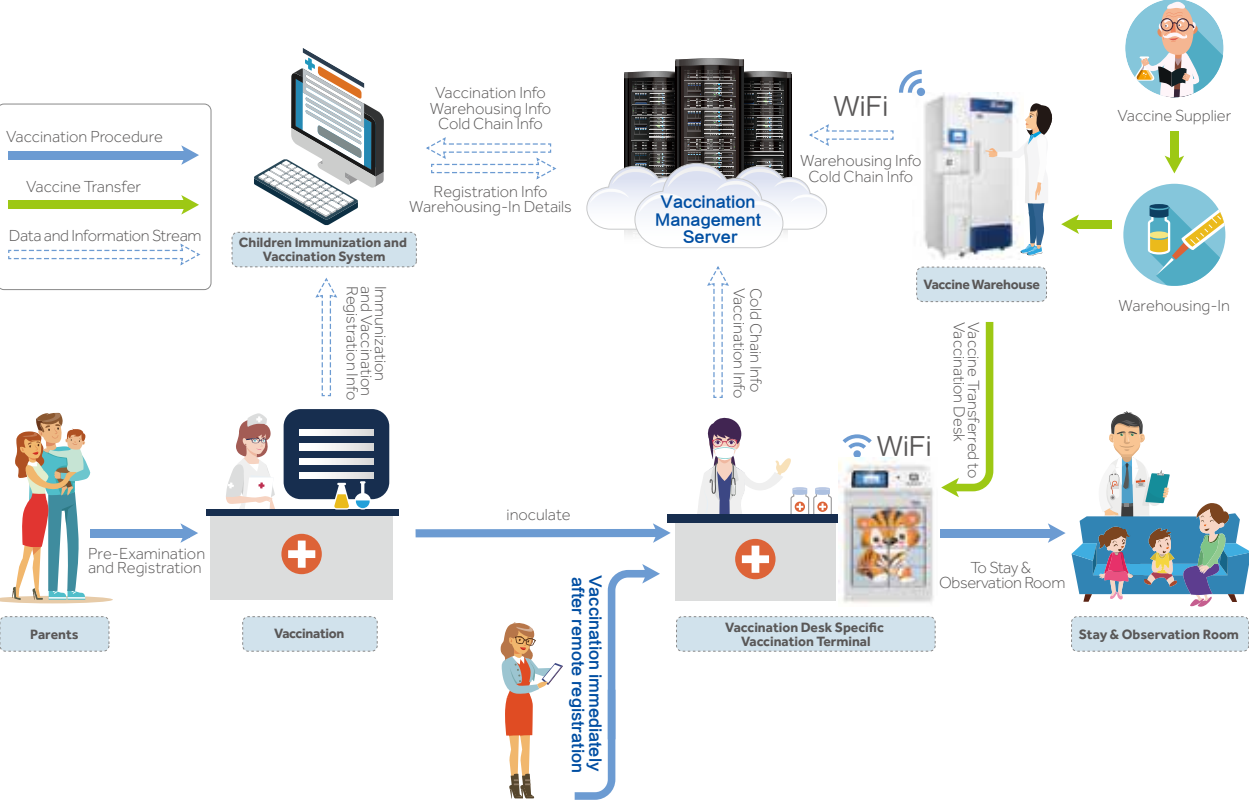 Vaccination Procedure
Vaccine Transfer
Data and Information Stream
Children Immunization and
Vaccination System
Vaccination Info
Warehousing Info
Cold Chain Info
Registration Info
Warehousing-In Details
Vaccination
Management
Server
WiFi
Warehousing Info
Cold Chain Info
Vaccine Warehouse
Vaccine Supplier
Warehousing-In
Immunization
and Vaccination
Registration Info
Cold Chain Info
Vaccination Info
Vaccine Transferred to
Vaccination Desk
WiFi
Pre-Examination
and Registration
inoculate
To Stay &
Observation Room
Parents
Vaccination
Vaccination Desk Specific
Vaccination Terminal
Stay & Observation Room
Vaccination immediately
after remote registration